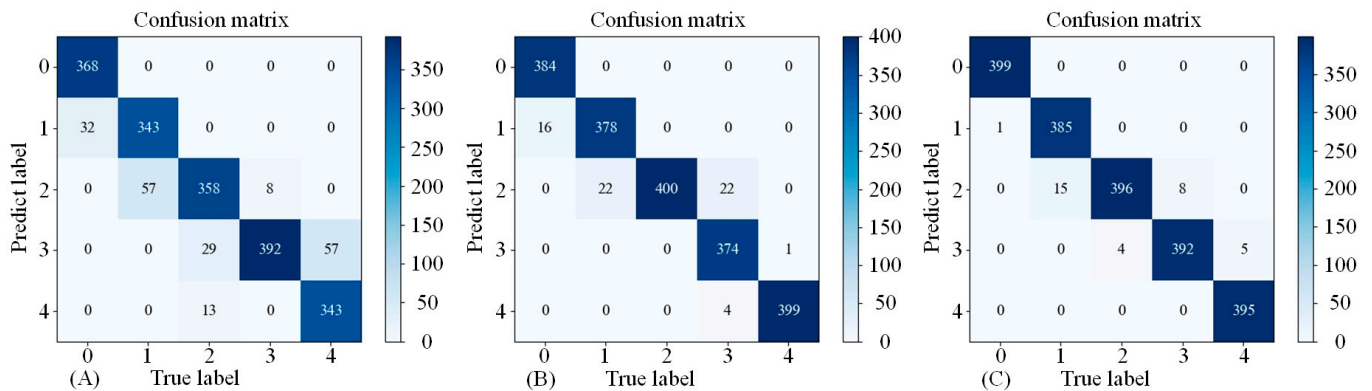 Confusion matrix
0 368 0 0 0 0
1 32 343 0 0 0
2 0 57 358 8 0
3 0 0 29 392 57
4 0 0 13 0 343
0 1 2 3 4
Predict label
True label
(A)
350
300
250
200
150
100
50
0
Confusion matrix
0 384 0 0 0 0
1 16 378 0 0 0
2 0 22 400 22 0
3 0 0 0 374 1
4 0 0 0 4 399
0 1 2 3 4
Predict label
True label
(B)
400
350
300
250
200
150
100
50
0
Confusion matrix
0 399 0 0 0 0
1 1 385 0 0 0
2 0 15 396 8 0
3 0 0 4 392 5
4 0 0 0 0 395
0 1 2 3 4
Predict label
True label
(C)
350
300
250
200
150
100
50
0